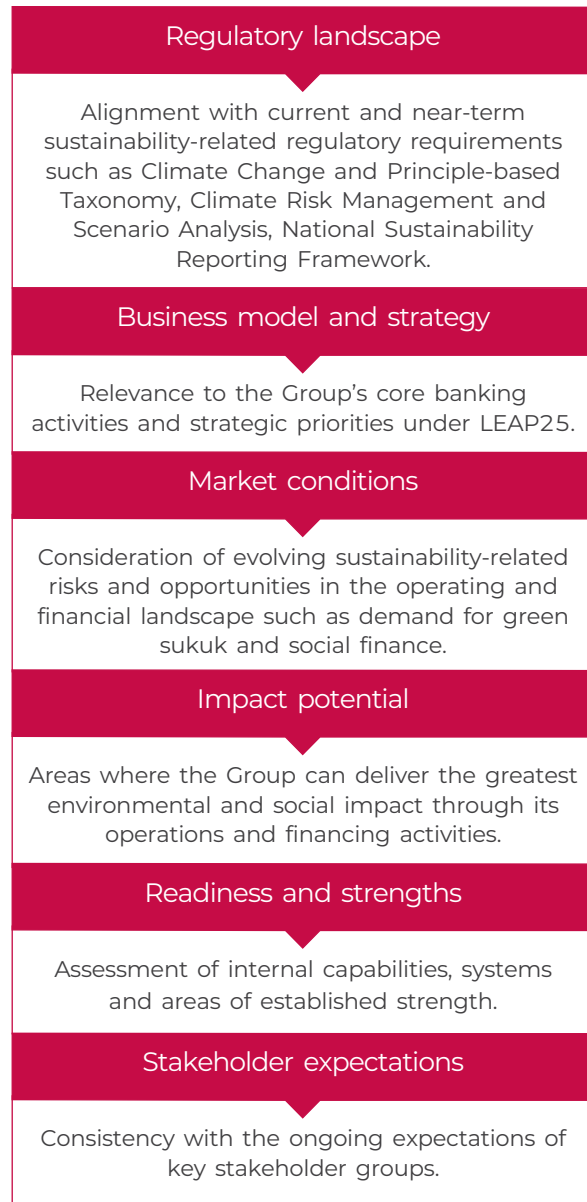 Regulatory landscape
Alignment with current and near-term
sustainability-related regulatory requirements
such as Climate Change and Principle-based
Taxonomy, Climate Risk Management and
Scenario Analysis, National Sustainability
Reporting Framework.
Business model and strategy
Relevance to the Group's core banking
activities and strategic priorities under LEAP25.
Market conditions
Consideration of evolving sustainability-related
risks and opportunities in the operating and
financial landscape such as demand for green
sukuk and social finance.
Impact potential
Areas where the Group can deliver the greatest
environmental and social impact through its
operations and financing activities.
Readiness and strengths
Assessment of internal capabilities, systems
and areas of established strength.
Stakeholder expectations
Consistency with the ongoing expectations of
key stakeholder groups.